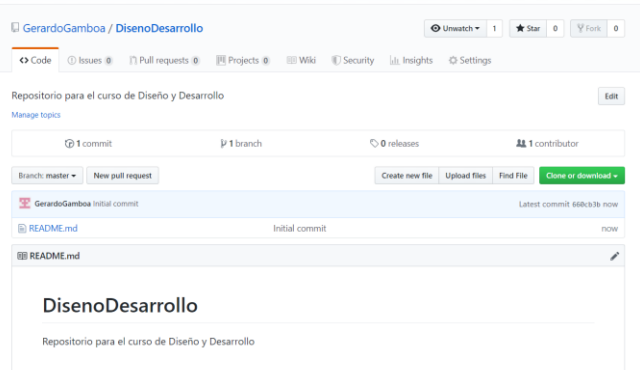 GerardoGamboa / DisenoDesarrollo
Unwatch 1 Star 0 Fork 0
Code Issues 0 Pull requests 0 Projects 0 Wiki Security Insights Settings
Repositorio para el curso de Diseño y Desarrollo Edit
Manage topics
1 commit 1 branch 0 releases 1 contributor
Branch: master New pull request Create new file Upload files Find File Clone or download
GerardoGamboa Initial commit Latest commit 660cb3b now
README.md Initial commit now
README.md
DisenoDesarrollo
Repositorio para el curso de Diseño y Desarrollo